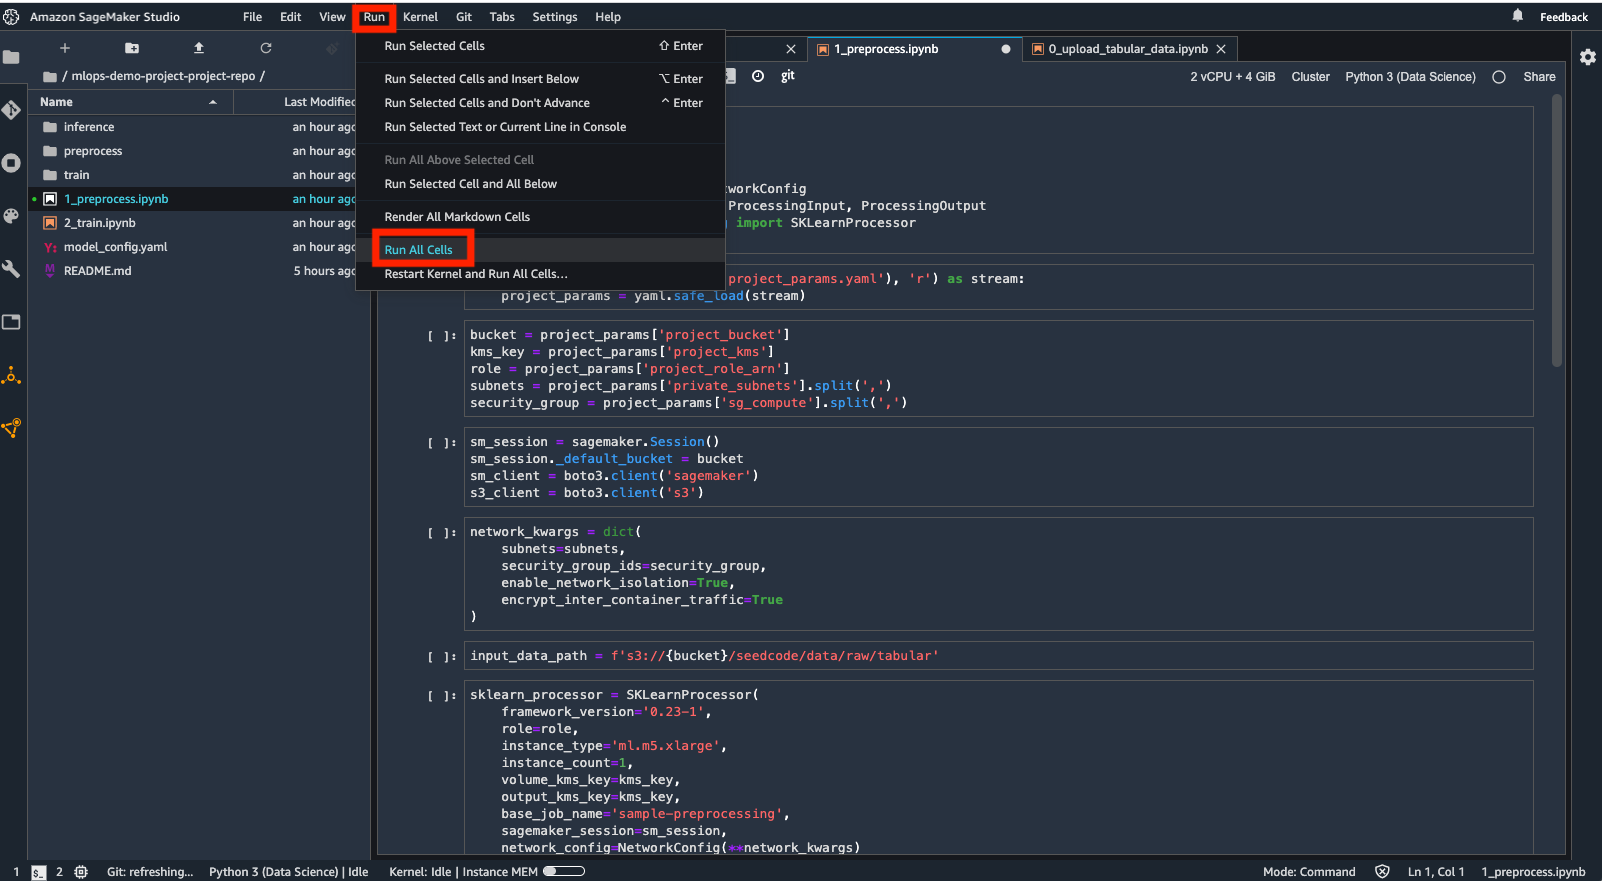 Amazon SageMaker Studio
File Edit View Run Kernel Git Tabs Settings Help
Feedback
/ mlops-demo-project-project-repo /
Name Last Modified
inference an hour ago
preprocess an hour ago
train an hour ago
1_preprocess.ipynb an hour ago
2_train.ipynb an hour ago
Y: model_config.yaml an hour ago
M README.md 5 hours ago
Run Selected Cells ⇧ Enter
Run Selected Cells and Insert Below ⌥ Enter
Run Selected Cells and Don't Advance ^ Enter
Run Selected Text or Current Line in Console
Run All Above Selected Cell
Run Selected Cell and All Below
Render All Markdown Cells
Run All Cells
Restart Kernel and Run All Cells...
1_preprocess.ipynb
0_upload_tabular_data.ipynb
git
2 vCPU + 4 GiB Cluster Python 3 (Data Science) Share
workConfig
ProcessingInput, ProcessingOutput
import SKLearnProcessor
project_params.yaml'), 'r') as stream:
project_params = yaml.safe_load(stream)
[ ]: bucket = project_params['project_bucket']
kms_key = project_params['project_kms']
role = project_params['project_role_arn']
subnets = project_params['private_subnets'].split(',')
security_group = project_params['sg_compute'].split(',')
[ ]: sm_session = sagemaker.Session()
sm_session._default_bucket = bucket
sm_client = boto3.client('sagemaker')
s3_client = boto3.client('s3')
[ ]: network_kwargs = dict(
subnets=subnets,
security_group_ids=security_group,
enable_network_isolation=True,
encrypt_inter_container_traffic=True
)
[ ]: input_data_path = f's3://{bucket}/seedcode/data/raw/tabular'
[ ]: sklearn_processor = SKLearnProcessor(
framework_version='0.23-1',
role=role,
instance_type='ml.m5.xlarge',
instance_count=1,
volume_kms_key=kms_key,
output_kms_key=kms_key,
base_job_name='sample-preprocessing',
sagemaker_session=sm_session,
network_config=NetworkConfig(**network_kwargs)
1 $_ 2 Git: refreshing... Python 3 (Data Science) | Idle Kernel: Idle | Instance MEM Mode: Command Ln 1, Col 1 1_preprocess.ipynb